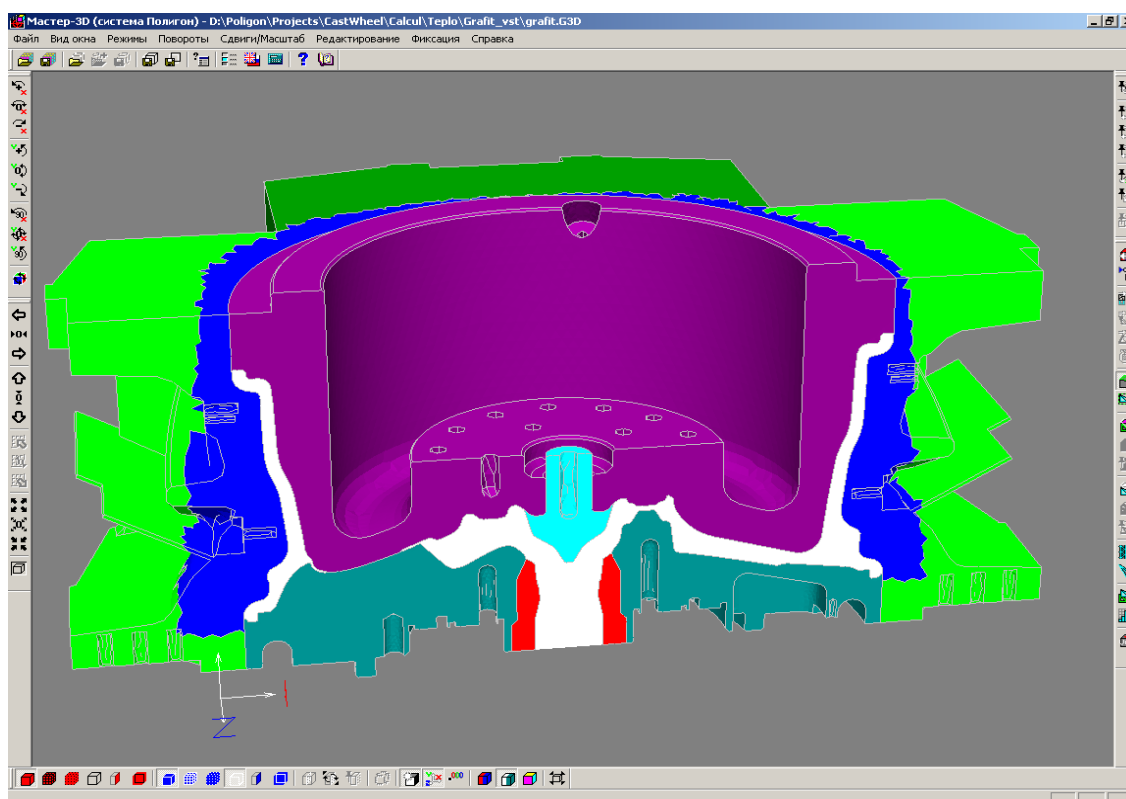 Мастер-3D (система Полигон) - D:\Poligon\Projects\CastWheel\Calcul\Teplo\Grafit_vst\grafit.G3D
Файл Вид окна Режимы Повороты Сдвиги/Масштаб Редактирование Фиксация Справка
Z